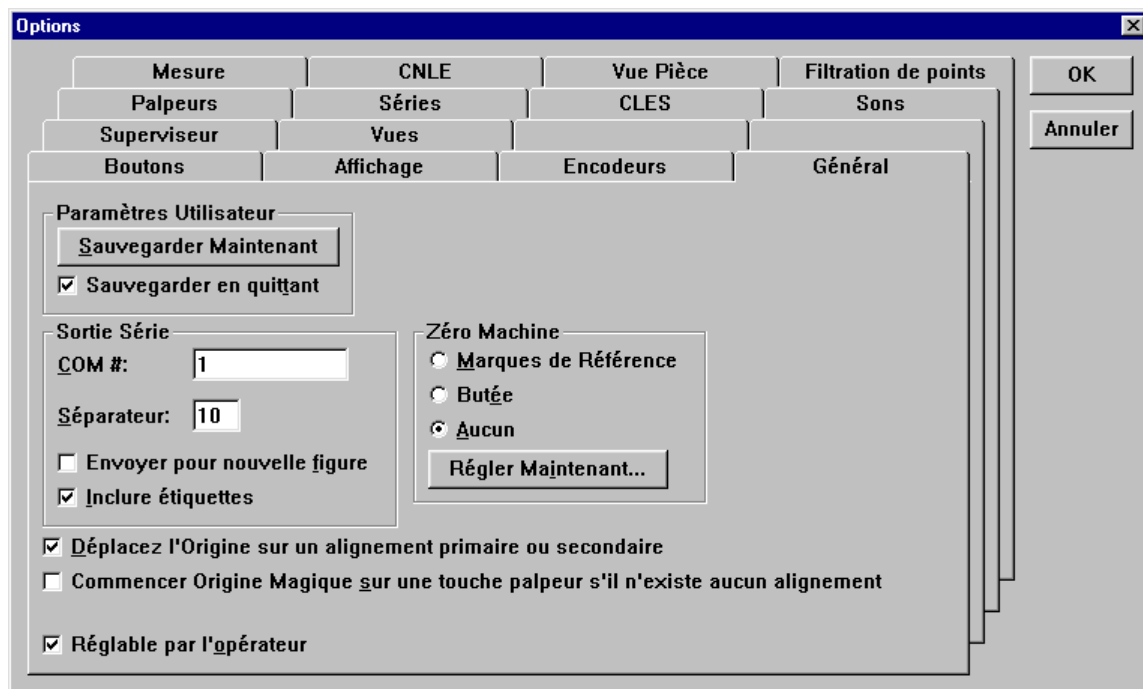 Options
Mesure CNLE Vue Pièce Filtration de points OK
Palpeurs Séries CLES Sons
Superviseur Vues Annuler
Boutons Affichage Encodeurs Général
Paramètres Utilisateur
Sauvegarder Maintenant
Sauvegarder en quittant
Sortie Série
COM #: 1
Séparateur: 10
Envoyer pour nouvelle figure
Inclure étiquettes
Zéro Machine
Marques de Référence
Butée
Aucun
Régler Maintenant...
Déplacez l'Origine sur un alignement primaire ou secondaire
Commencer Origine Magique sur une touche palpeur s'il n'existe aucun alignement
Réglable par l'opérateur